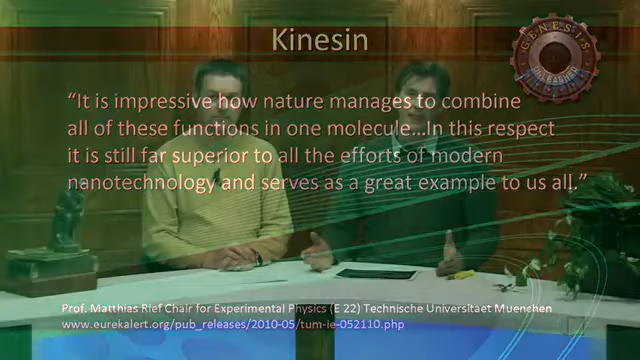 Kinesin
GENESIS
UNLEASHED
“It is impressive how nature manages to combine
all of these functions in one molecule...In this respect
it is still far superior to all the efforts of modern
nanotechnology and serves as a great example to us all.”
Prof. Matthias Rief Chair for Experimental Physics (E 22) Technische Universitaet Muenchen
www.eurekalert.org/pub_releases/2010-05/tum-ie-052110.php